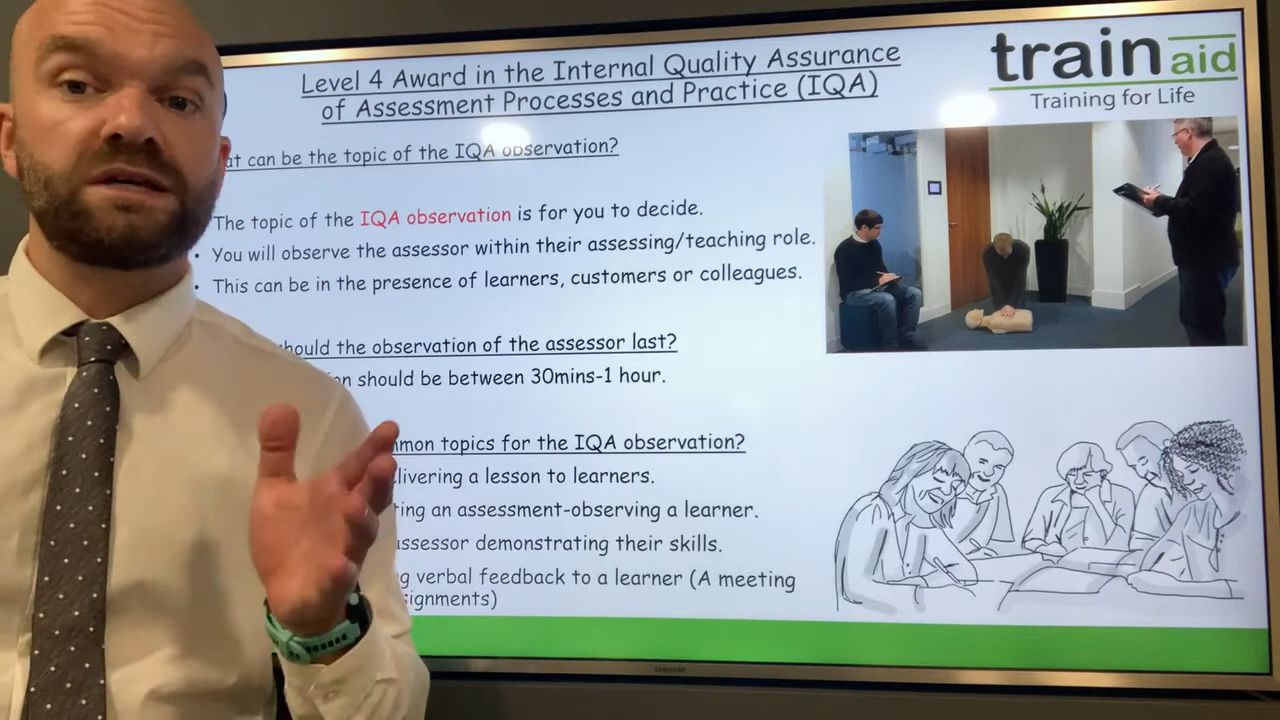 Level 4 Award in the Internal Quality Assurance
of Assessment Processes and Practice (IQA)
train aid
Training for Life
can be the topic of the IQA observation?
The topic of the IQA observation is for you to decide.
• You will observe the assessor within their assessing/teaching role.
• This can be in the presence of learners, customers or colleagues.
should the observation of the assessor last?
should be between 30mins-1 hour.
topics for the IQA observation?
a lesson to learners.
an assessment-observing a learner.
assessor demonstrating their skills.
verbal feedback to a learner (A meeting
SAMSUNG